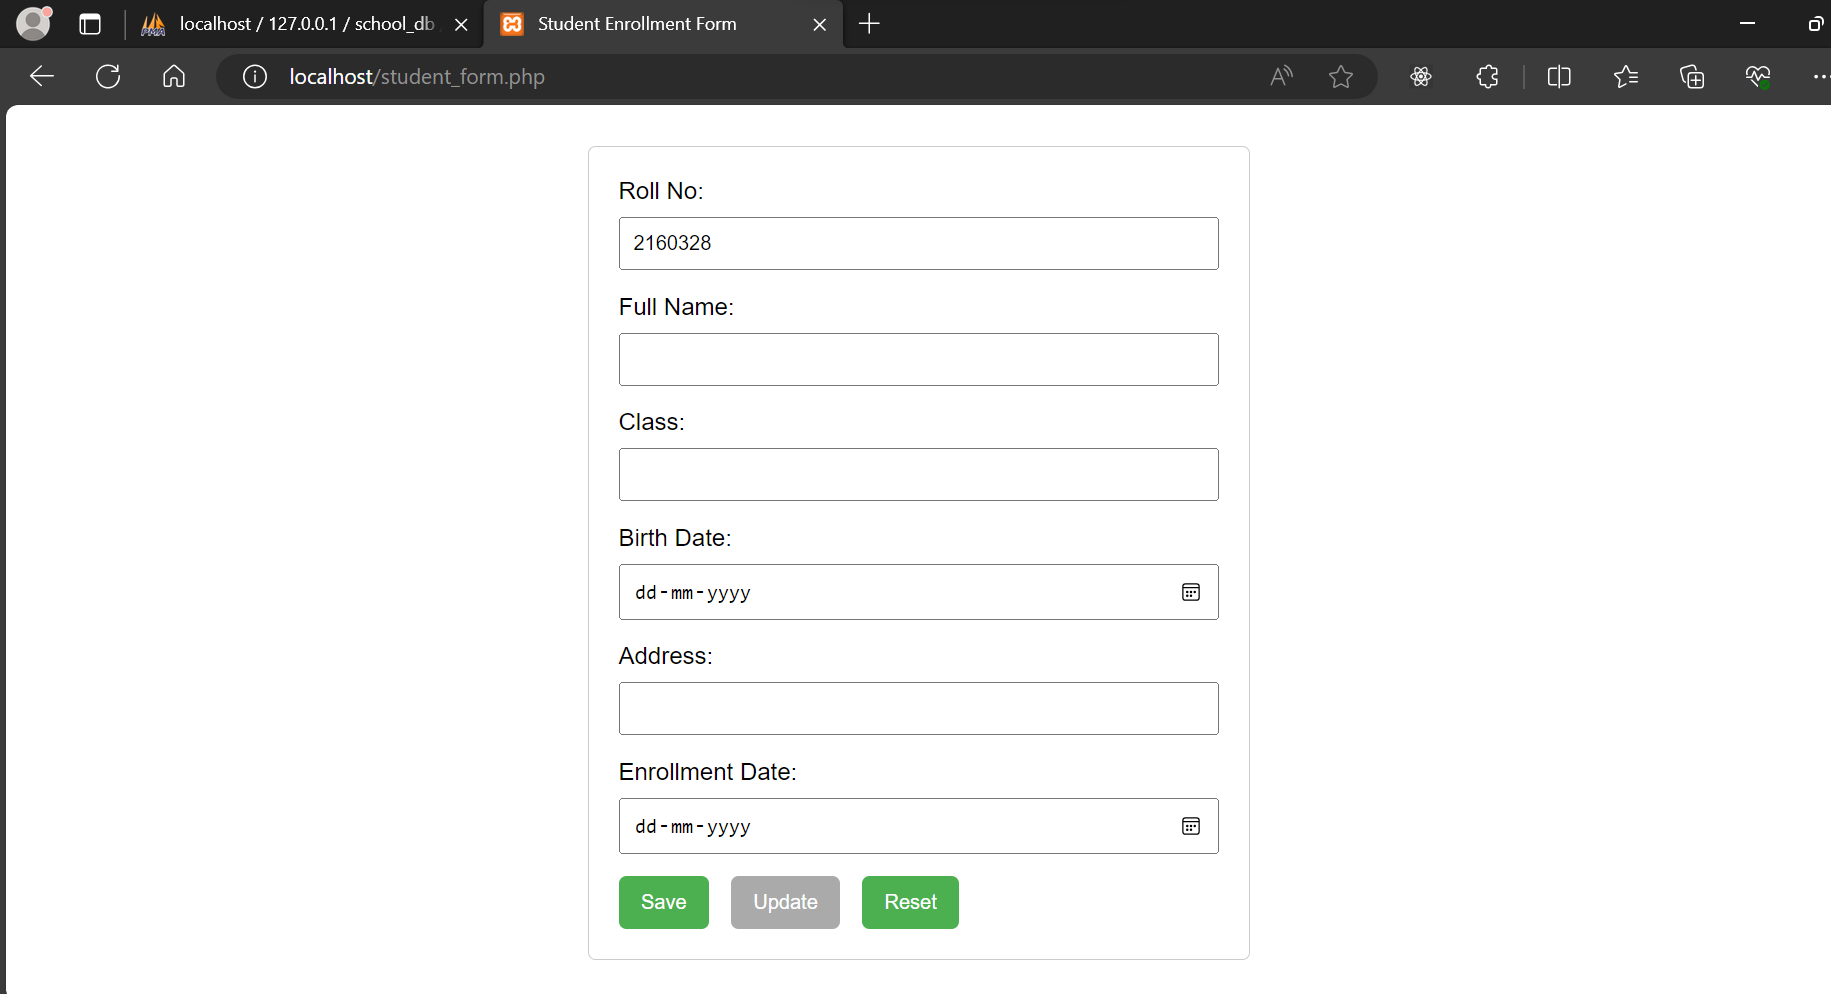 localhost / 127.0.0.1 / school_db
Student Enrollment Form
localhost/student_form.php
Roll No:
2160328
Full Name:
Class:
Birth Date:
dd-mm-yyyy
Address:
Enrollment Date:
dd-mm-yyyy
Save Update Reset